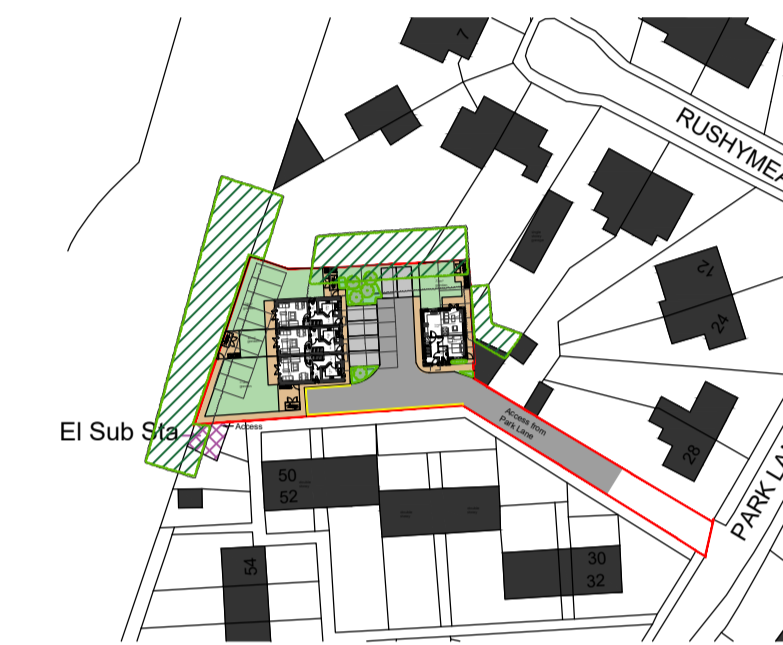 7
RUSHYMEA
12
24
El Sub Sta
Access
Access from
Park Lane
28
50
52
PARK LA
54
30
32